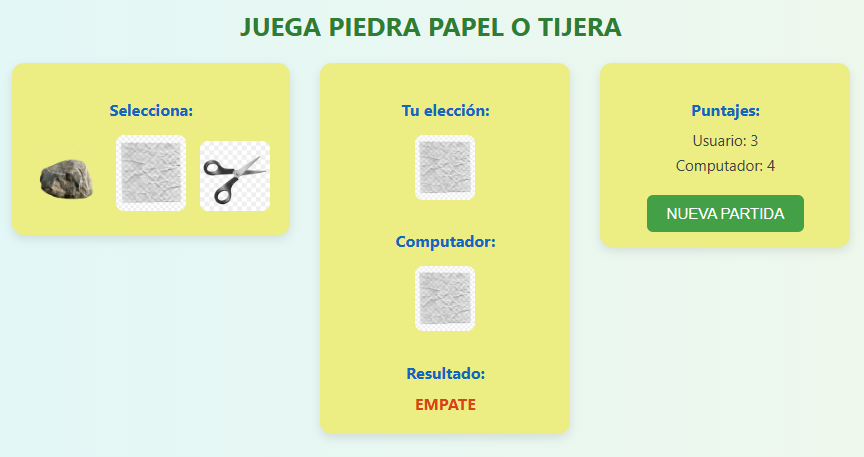 JUEGA PIEDRA PAPEL O TIJERA
Selecciona:
Tu elección:
Computador:
Resultado:
EMPATE
Puntajes:
Usuario: 3
Computador: 4
NUEVA PARTIDA